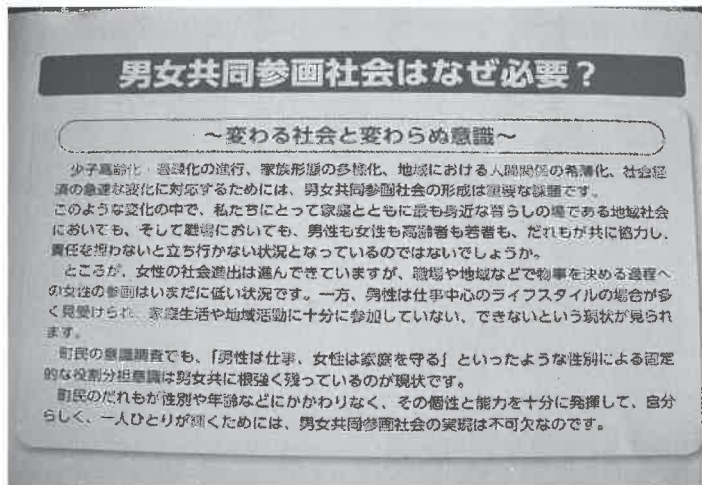 男女共同参画社会はなぜ必要？
～変わる社会と変わらぬ意識～
少子高齢化・過疎化の進行、家族形態の多様化、地域における人間関係の希薄化、社会経
済の急速な変化に対応するためには、男女共同参画社会の形成は重要な課題です。
このような変化の中で、私たちにとって家庭とともに最も身近な暮らしの場である地域社会
においても、そして職場においても、男性も女性も高齢者も若者も、だれもが共に協力し、
責任を担わないと立ち行かない状況となっているのではないでしょうか。
ところが、女性の社会進出は進んできていますが、職場や地域などで物事を決める過程へ
の女性の参画はいまだに低い状況です。一方、男性は仕事中心のライフスタイルの場合が多
く見受けられ、家庭生活や地域活動に十分に参加していない、できないという現状が見られ
ます。
町民の意識調査でも、「男性は仕事、女性は家庭を守る」といったような性別による固定
的な役割分担意識は男女共に根強く残っているのが現状です。
町民のだれもが性別や年齢などにかかわりなく、その個性と能力を十分に発揮して、自分
らしく、一人ひとりが輝くためには、男女共同参画社会の実現は不可欠なのです。